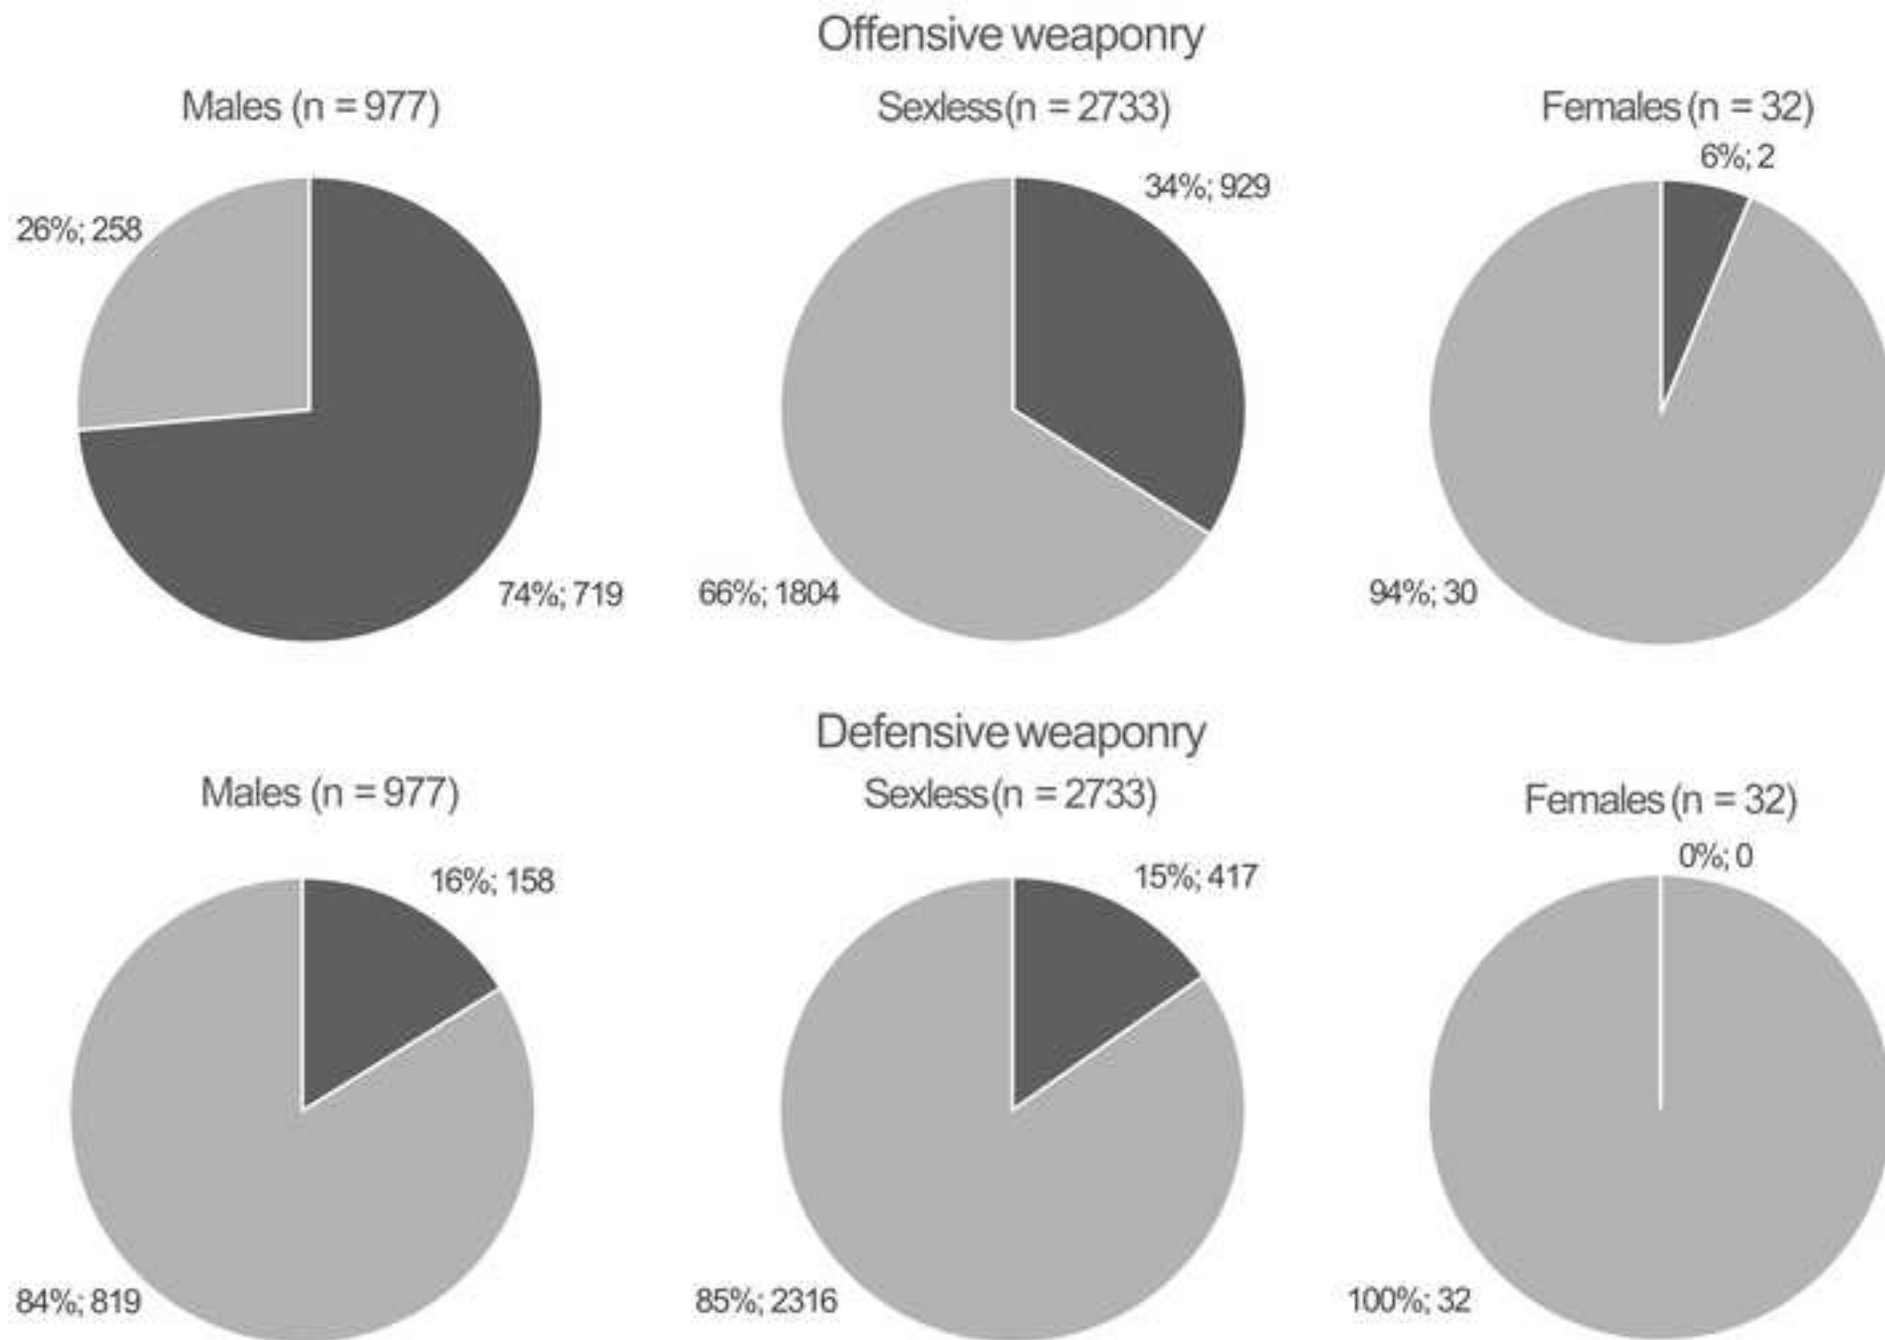 Offensive weaponry
Males (n = 977)
Sexless (n = 2733)
Females (n = 32)
26%; 258
74%; 719
34%; 929
66%; 1804
6%; 2
94%; 30
Defensive weaponry
Males (n = 977)
Sexless (n = 2733)
Females (n = 32)
16%; 158
84%; 819
15%; 417
85%; 2316
0%; 0
100%; 32